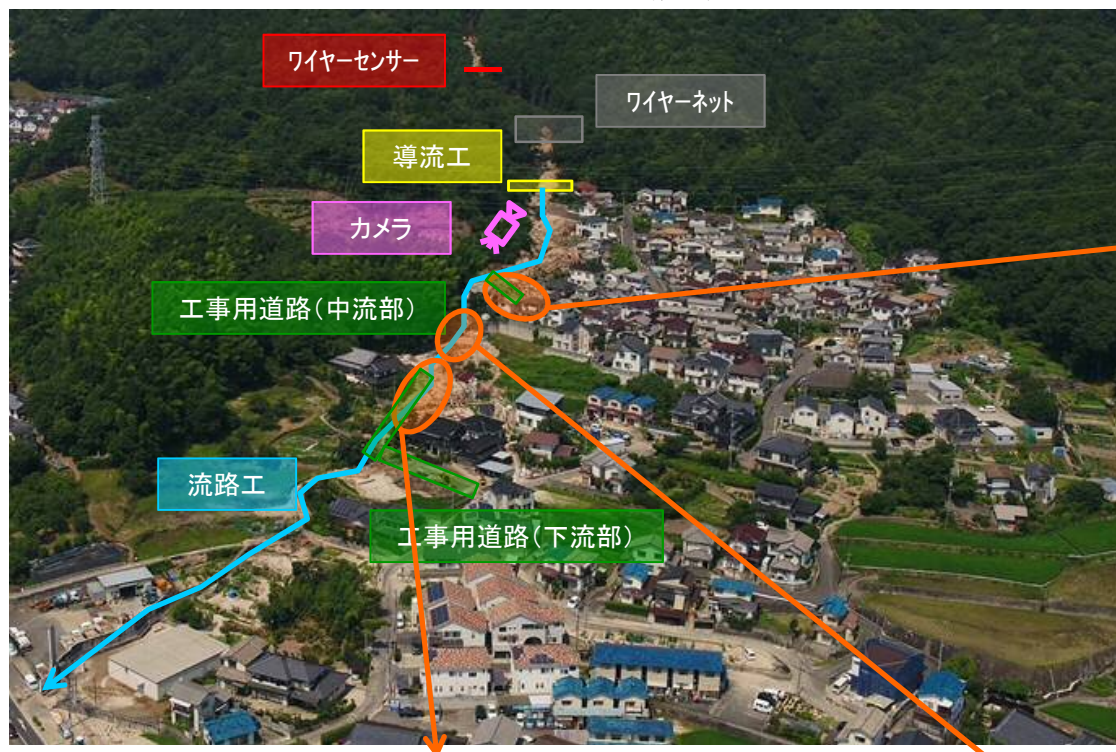 ワイヤーセンサー
ワイヤーネット
導流工
カメラ
工事用道路（中流部）
流路工
工事用道路（下流部）